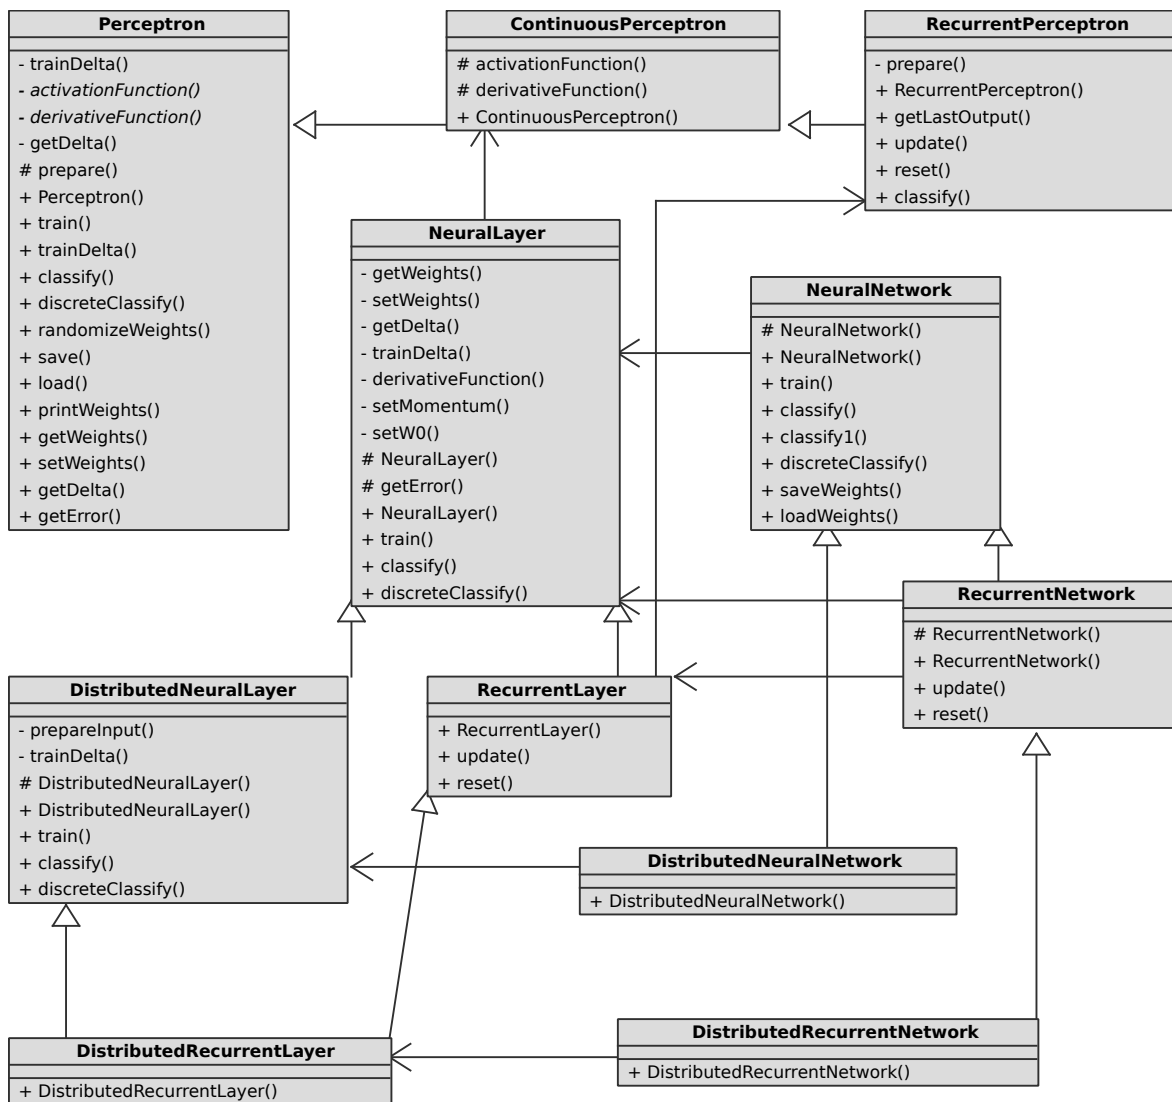 Perceptron
- trainDelta()
- activationFunction()
- derivativeFunction()
- getDelta()
# prepare()
+ Perceptron()
+ train()
+ trainDelta()
+ classify()
+ discreteClassify()
+ randomizeWeights()
+ save()
+ load()
+ printWeights()
+ getWeights()
+ setWeights()
+ getDelta()
+ getError()
ContinuousPerceptron
# activationFunction()
# derivativeFunction()
+ ContinuousPerceptron()
RecurrentPerceptron
- prepare()
+ RecurrentPerceptron()
+ getLastOutput()
+ update()
+ reset()
+ classify()
NeuralLayer
- getWeights()
- setWeights()
- getDelta()
- trainDelta()
- derivativeFunction()
- setMomentum()
- setW0()
# NeuralLayer()
# getError()
+ NeuralLayer()
+ train()
+ classify()
+ discreteClassify()
NeuralNetwork
# NeuralNetwork()
+ NeuralNetwork()
+ train()
+ classify()
+ classify1()
+ discreteClassify()
+ saveWeights()
+ loadWeights()
RecurrentNetwork
# RecurrentNetwork()
+ RecurrentNetwork()
+ update()
+ reset()
DistributedNeuralLayer
- prepareInput()
- trainDelta()
# DistributedNeuralLayer()
+ DistributedNeuralLayer()
+ train()
+ classify()
+ discreteClassify()
RecurrentLayer
+ RecurrentLayer()
+ update()
+ reset()
DistributedNeuralNetwork
+ DistributedNeuralNetwork()
DistributedRecurrentLayer
+ DistributedRecurrentLayer()
DistributedRecurrentNetwork
+ DistributedRecurrentNetwork()